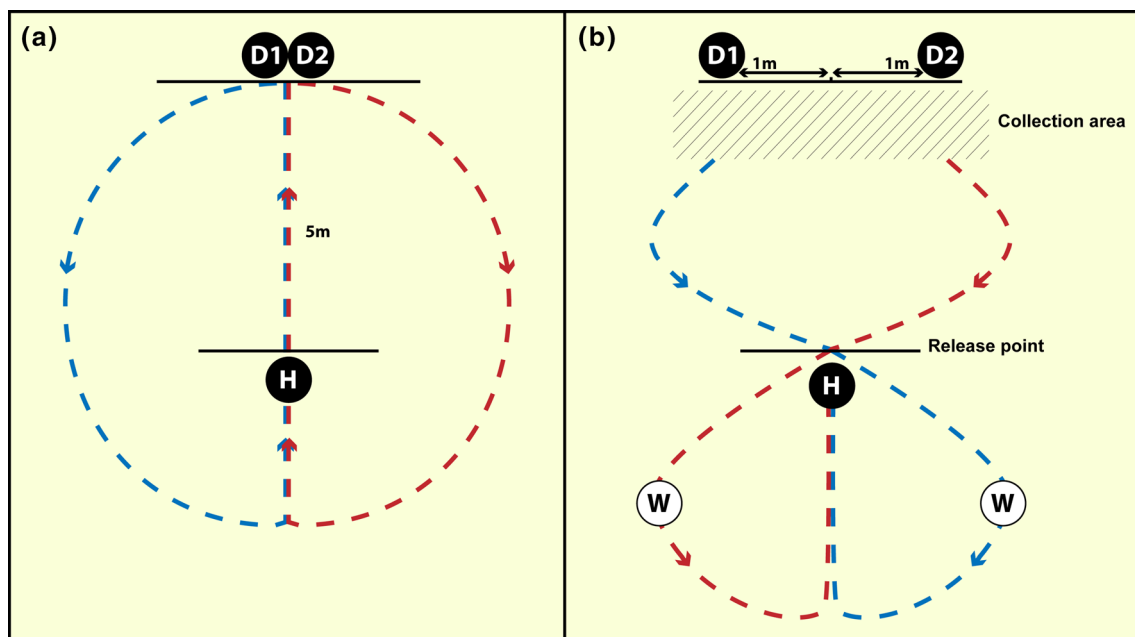 (a)
D1 D2
5m
H
(b)
D1 D2
1m 1m
Collection area
Release point
H
W W